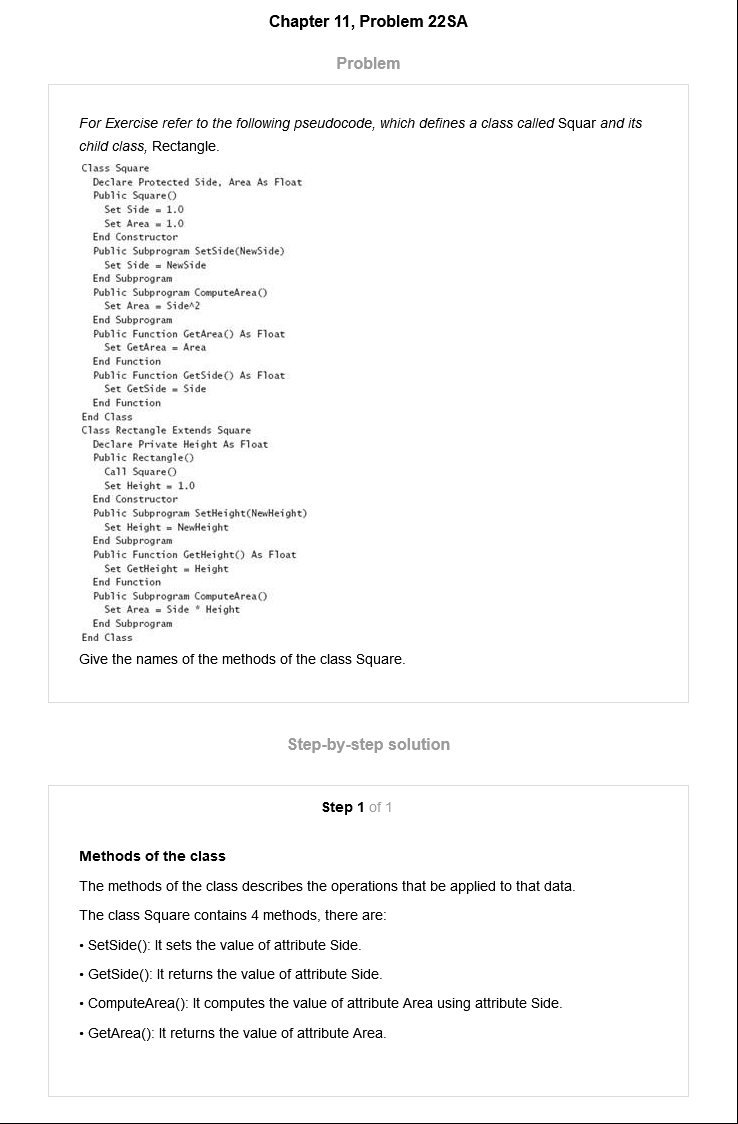 Chapter 11, Problem 22SA
Problem
For Exercise refer to the following pseudocode, which defines a class called Squar and its
child class, Rectangle.
Class Square
Declare Protected Side, Area As Float
Public Square()
Set Side = 1.0
Set Area = 1.0
End Constructor
Public Subprogram SetSide(NewSide)
Set Side = NewSide
End Subprogram
Public Subprogram ComputeArea()
Set Area = Side^2
End Subprogram
Public Function GetArea() As Float
Set GetArea = Area
End Function
Public Function GetSide() As Float
Set GetSide = Side
End Function
End Class
Class Rectangle Extends Square
Declare Private Height As Float
Public Rectangle()
Call Square()
Set Height = 1.0
End Constructor
Public Subprogram SetHeight(NewHeight)
Set Height = NewHeight
End Subprogram
Public Function GetHeight() As Float
Set GetHeight = Height
End Function
Public Subprogram ComputeArea()
Set Area = Side * Height
End Subprogram
End Class
Give the names of the methods of the class Square.
Step-by-step solution
Step 1 of 1
Methods of the class
The methods of the class describes the operations that be applied to that data.
The class Square contains 4 methods, there are:
• SetSide(): It sets the value of attribute Side.
• GetSide(): It returns the value of attribute Side.
• ComputeArea(): It computes the value of attribute Area using attribute Side.
• GetArea(): It returns the value of attribute Area.